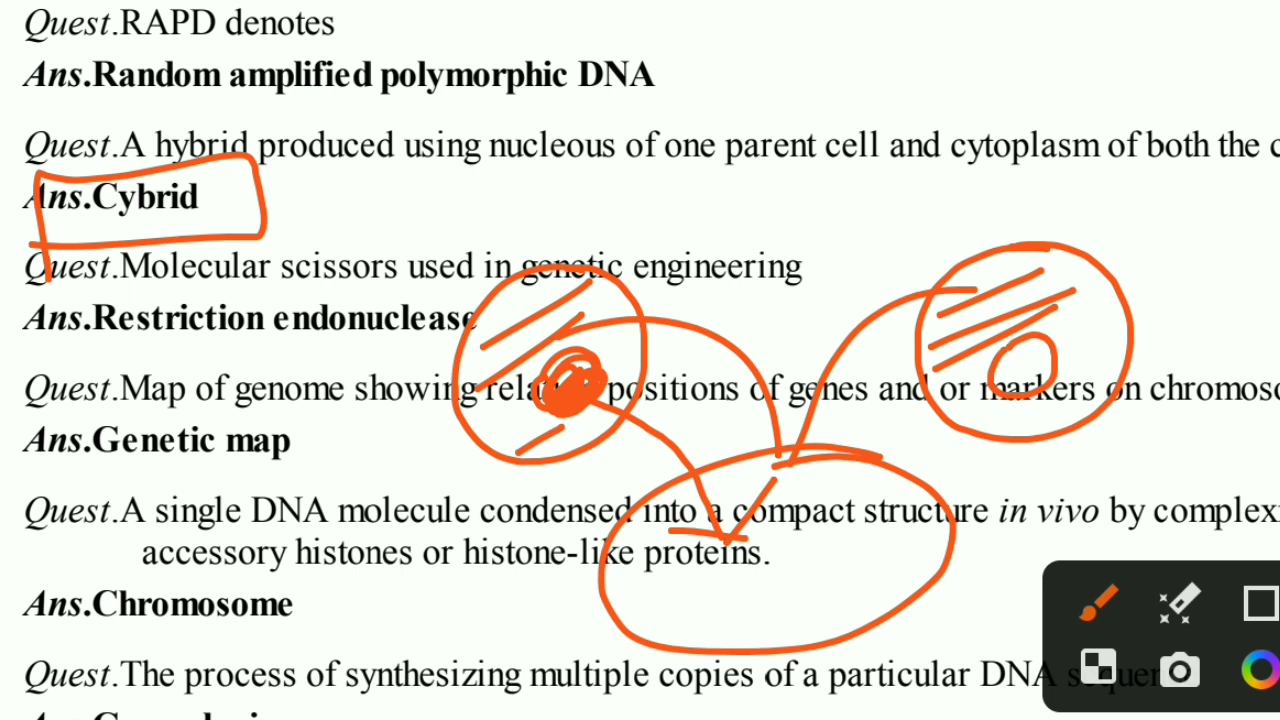 Quest.RAPD denotes
Ans.Random amplified polymorphic DNA
Quest.A hybrid produced using nucleous of one parent cell and cytoplasm of both the
Ans.Cybrid
Quest.Molecular scissors used in genetic engineering
Ans.Restriction endonuclease
Quest.Map of genome showing positions of genes and or markers on
Ans.Genetic map
Quest.A single DNA molecule condensed into a compact structure in vivo by
accessory histones or histone-like proteins.
Ans.Chromosome
Quest.The process of synthesizing multiple copies of a particular DNA